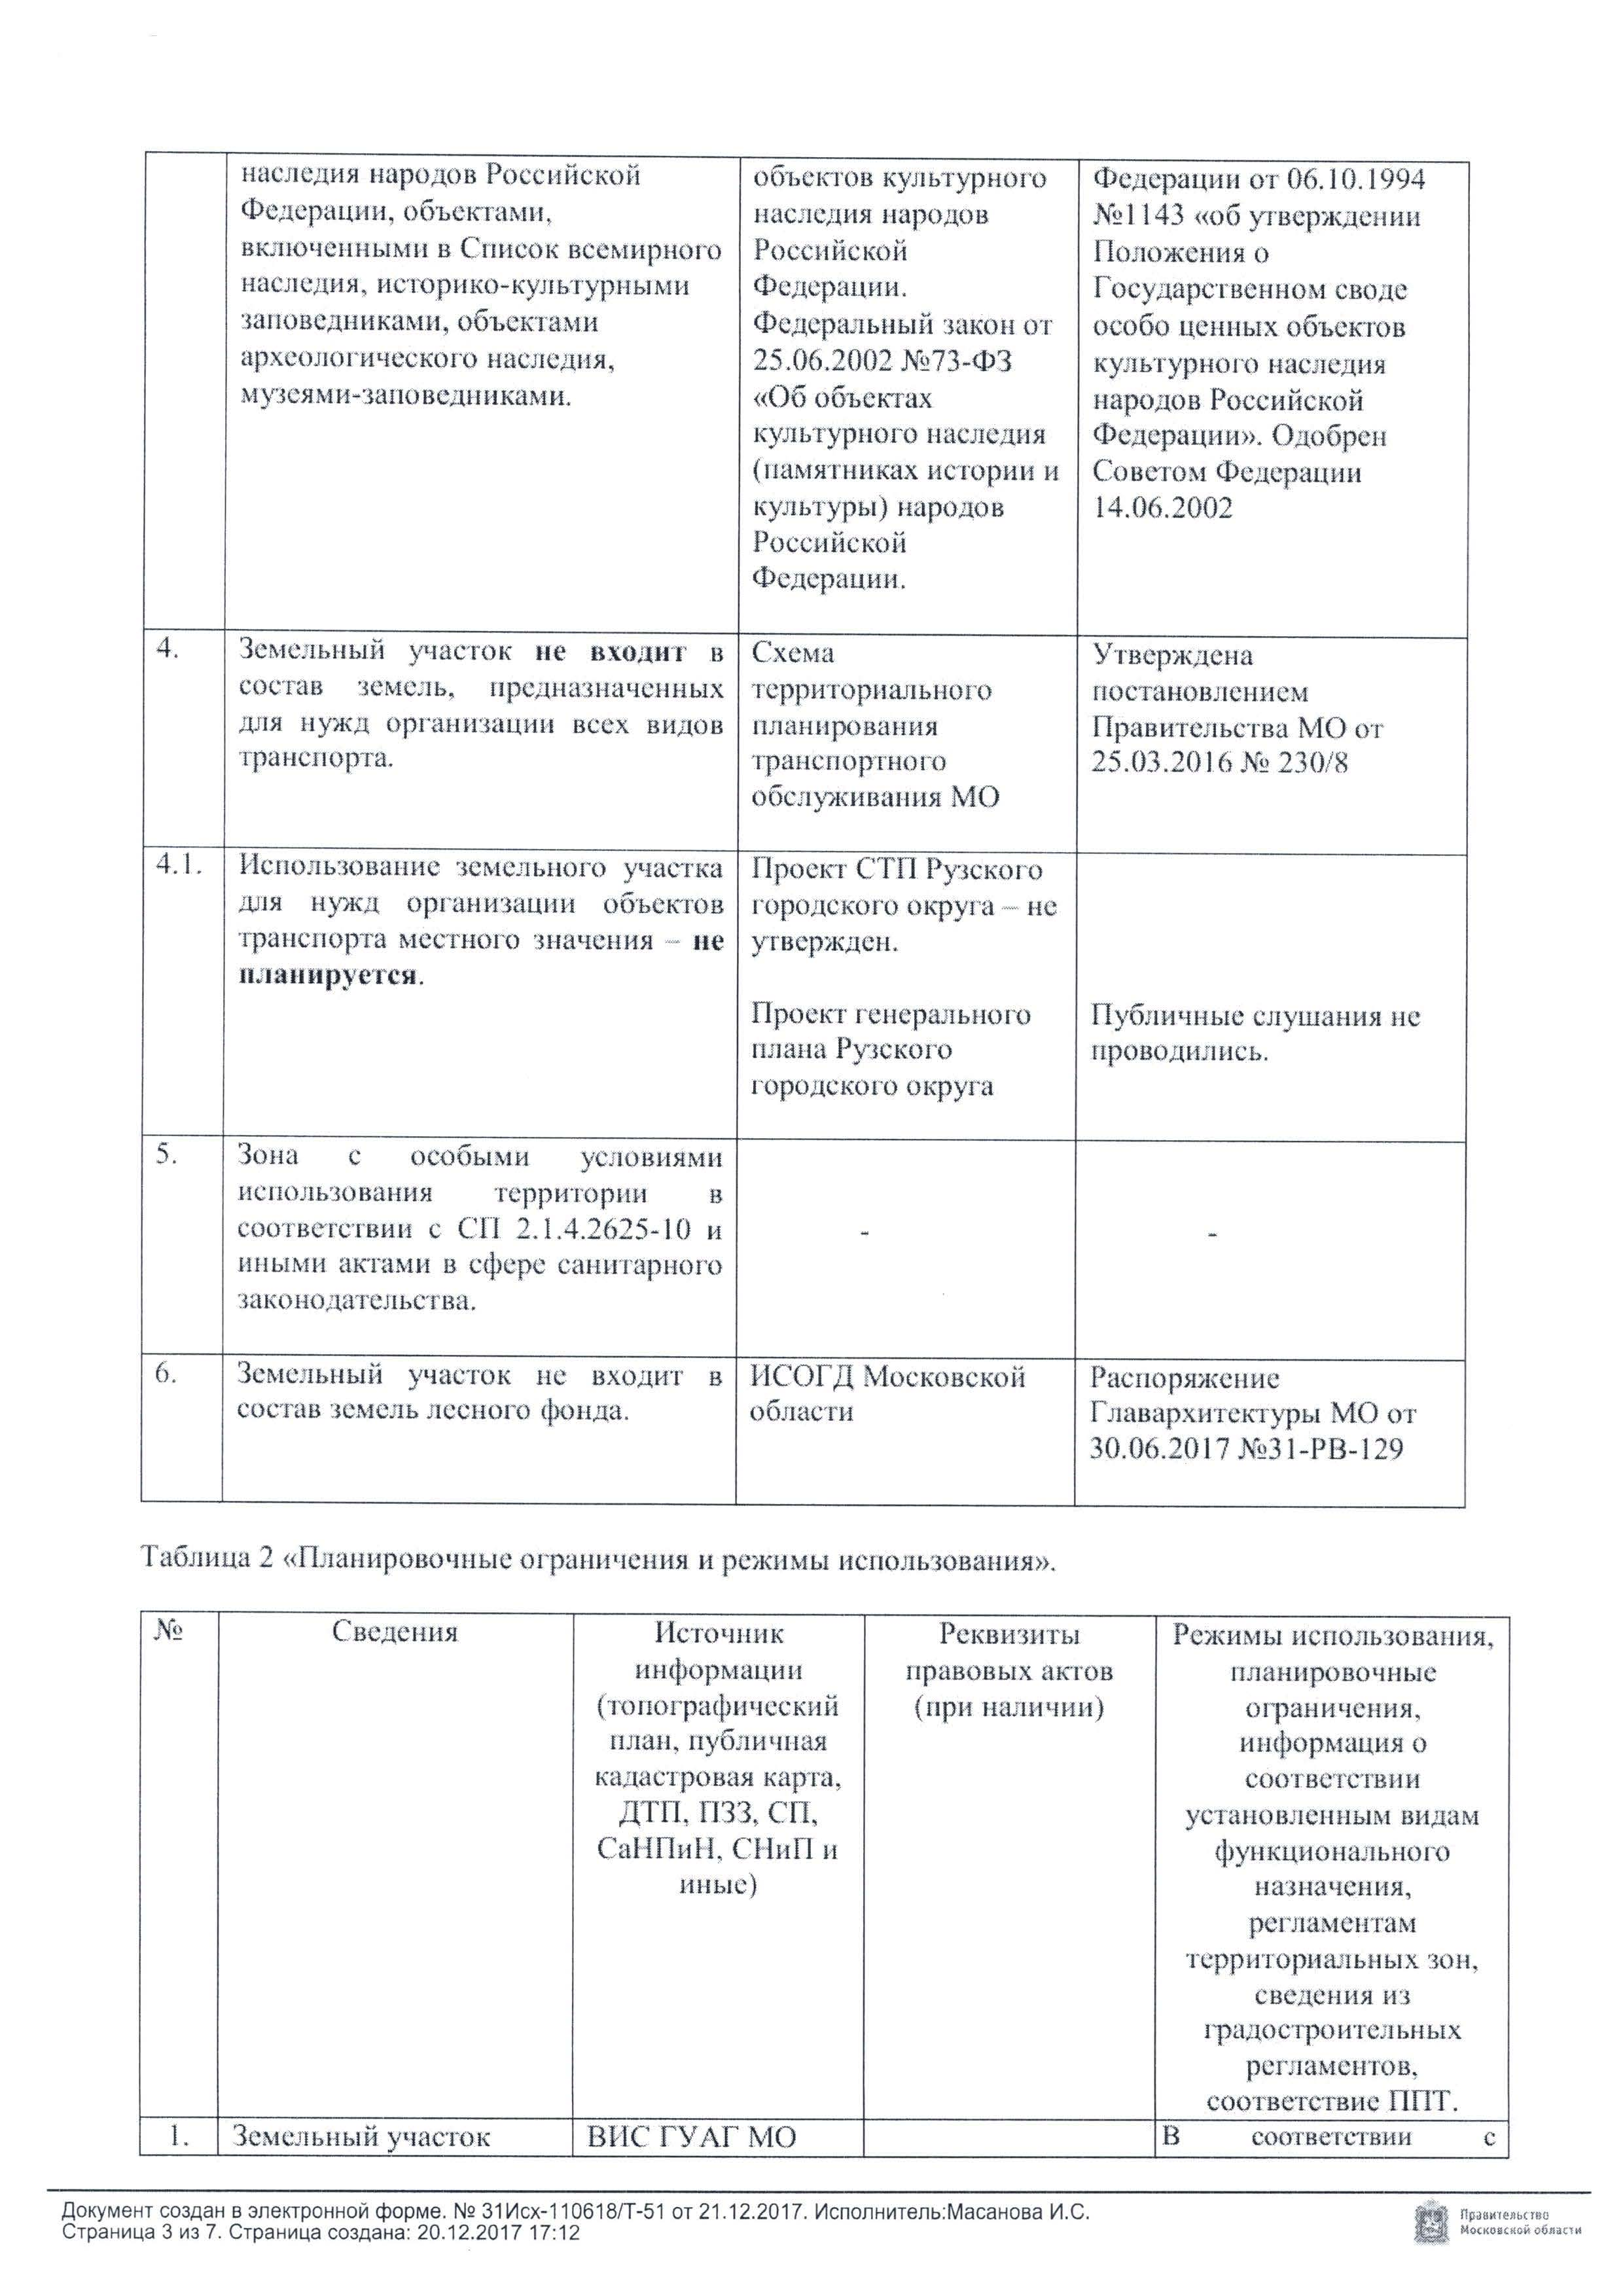 наследия народов Российской
Федерации, объектами,
включенными в Список всемирного
наследия, историко-культурными
заповедниками, объектами
археологического наследия,
музеями-заповедниками.
объектов культурного
наследия народов
Российской
Федерации.
Федеральный закон от
25.06.2002 №73-ФЗ
«Об объектах
культурного наследия
(памятниках истории и
культуры) народов
Российской
Федерации.
Федерации от 06.10.1994
№1143 «об утверждении
Положения о
Государственном своде
особо ценных объектов
культурного наследия
народов Российской
Федерации». Одобрен
Советом Федерации
14.06.2002
4.
Земельный участок не входит в
состав земель, предназначенных
для нужд организации всех видов
транспорта.
Схема
территориального
планирования
транспортного
обслуживания МО
Утверждена
постановлением
Правительства МО от
25.03.2016 № 230/8
4.1.
Использование земельного участка
для нужд организации объектов
транспорта местного значения – не
планируется.
Проект СТП Рузского
городского округа – не
утвержден.
Проект генерального
плана Рузского
городского округа
Публичные слушания не
проводились.
5.
Зона с особыми условиями
использования территории в
соответствии с СП 2.1.4.2625-10 и
иными актами в сфере санитарного
законодательства.
-
-
6.
Земельный участок не входит в
состав земель лесного фонда.
ИСОГД Московской
области
Распоряжение
Главархитектуры МО от
30.06.2017 №31-РВ-129
Таблица 2 «Планировочные ограничения и режимы использования».
№
Сведения
Источник
информации
(топографический
план, публичная
кадастровая карта,
ДТП, ПЗЗ, СП,
СаНПиН, СНиП и
иные)
Реквизиты
правовых актов
(при наличии)
Режимы использования,
планировочные
ограничения,
информация о
соответствии
установленным видам
функционального
назначения,
регламентам
территориальных зон,
сведения из
градостроительных
регламентов,
соответствие ППТ.
1.
Земельный участок
ВИС ГУАГ МО
В соответствии с
Документ создан в электронной форме. № 31Исх-110618/Т-51 от 21.12.2017. Исполнитель:Масанова И.С.
Страница 3 из 7. Страница создана: 20.12.2017 17:12
Правительство
Московской области